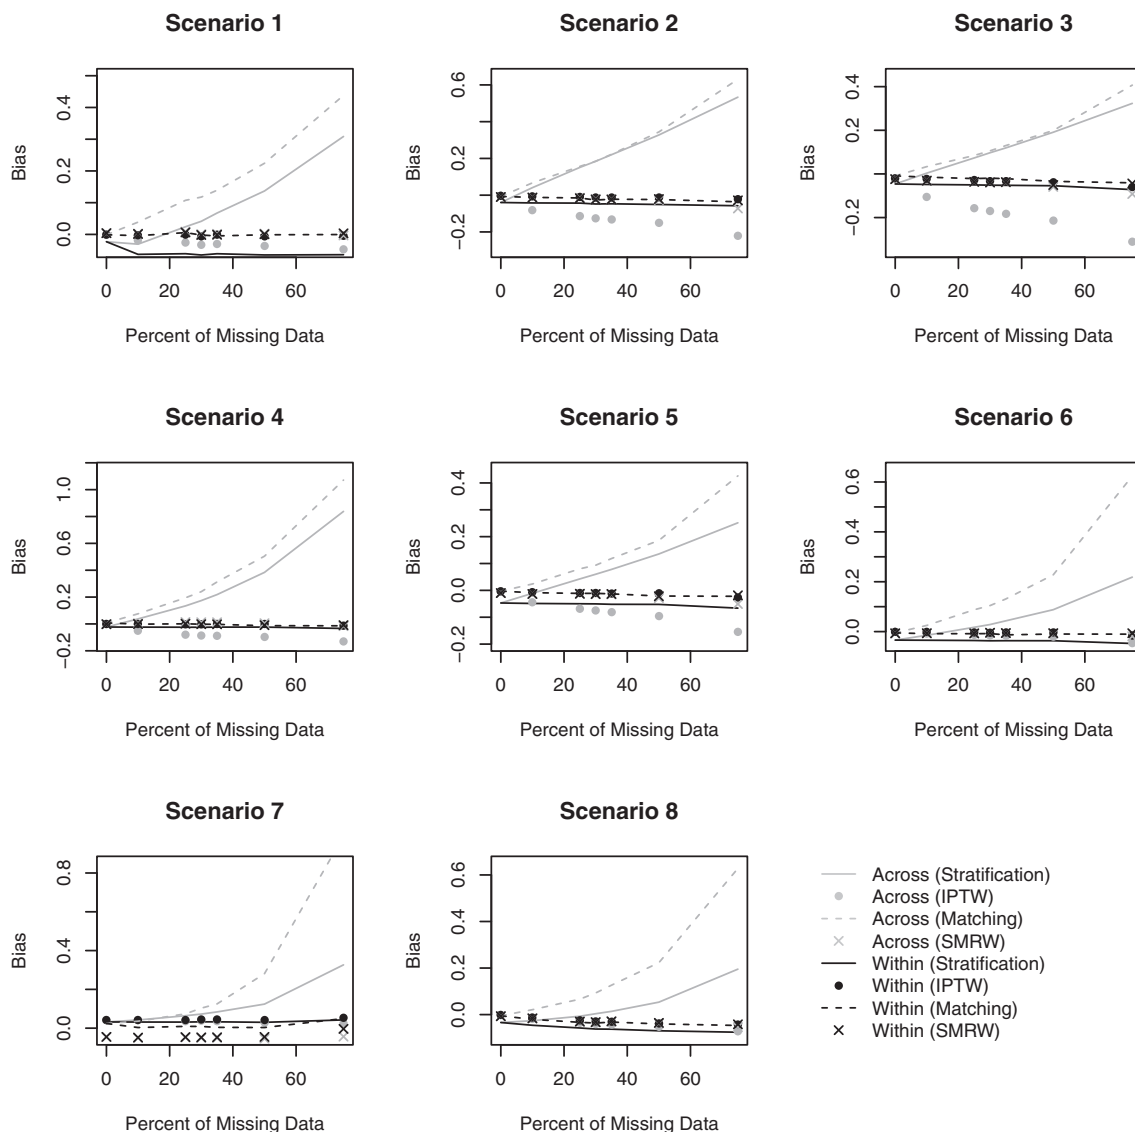 Scenario 1
Scenario 2
Scenario 3
Bias
0.0
0.2
0.4
0 20 40 60
Percent of Missing Data
Bias
−0.2
0.2
0.6
0 20 40 60
Percent of Missing Data
Bias
−0.2
0.2
0 20 40 60
Percent of Missing Data
Scenario 4
Scenario 5
Scenario 6
Bias
−0.2
0.2
0.6
1.0
0 20 40 60
Percent of Missing Data
Bias
−0.2
0.0
0.2
0.4
0 20 40 60
Percent of Missing Data
Bias
0.0
0.2
0.4
0.6
0 20 40 60
Percent of Missing Data
Scenario 7
Scenario 8
Bias
0.0
0.4
0.8
0 20 40 60
Percent of Missing Data
Bias
0.0
0.2
0.4
0.6
0 20 40 60
Percent of Missing Data
Across (Stratification)
Across (IPTW)
Across (Matching)
Across (SMRW)
Within (Stratification)
Within (IPTW)
Within (Matching)
Within (SMRW)